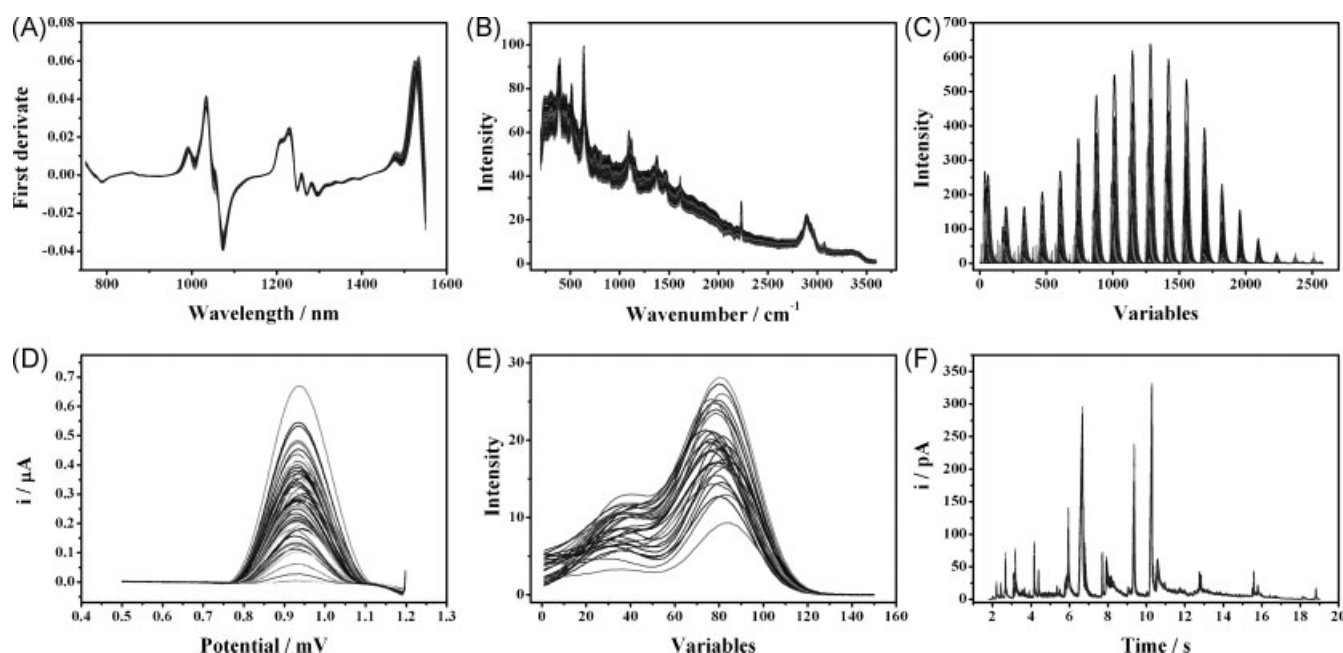 (A)
First derivate
0.08
0.06
0.04
0.02
0.00
-0.02
-0.04
800 1000 1200 1400 1600
Wavelength / nm
(B)
Intensity
100
80
60
40
20
0
500 1000 1500 2000 2500 3000 3500
Wavenumber / cm⁻¹
(C)
Intensity
700
600
500
400
300
200
100
0
0 500 1000 1500 2000 2500
Variables
(D)
i / µA
0.7
0.6
0.5
0.4
0.3
0.2
0.1
0.0
0.4 0.5 0.6 0.7 0.8 0.9 1.0 1.1 1.2 1.3
Potential / mV
(E)
Intensity
30
20
10
0
0 20 40 60 80 100 120 140 160
Variables
(F)
i / pA
350
300
250
200
150
100
50
0
2 4 6 8 10 12 14 16 18 20
Time / s